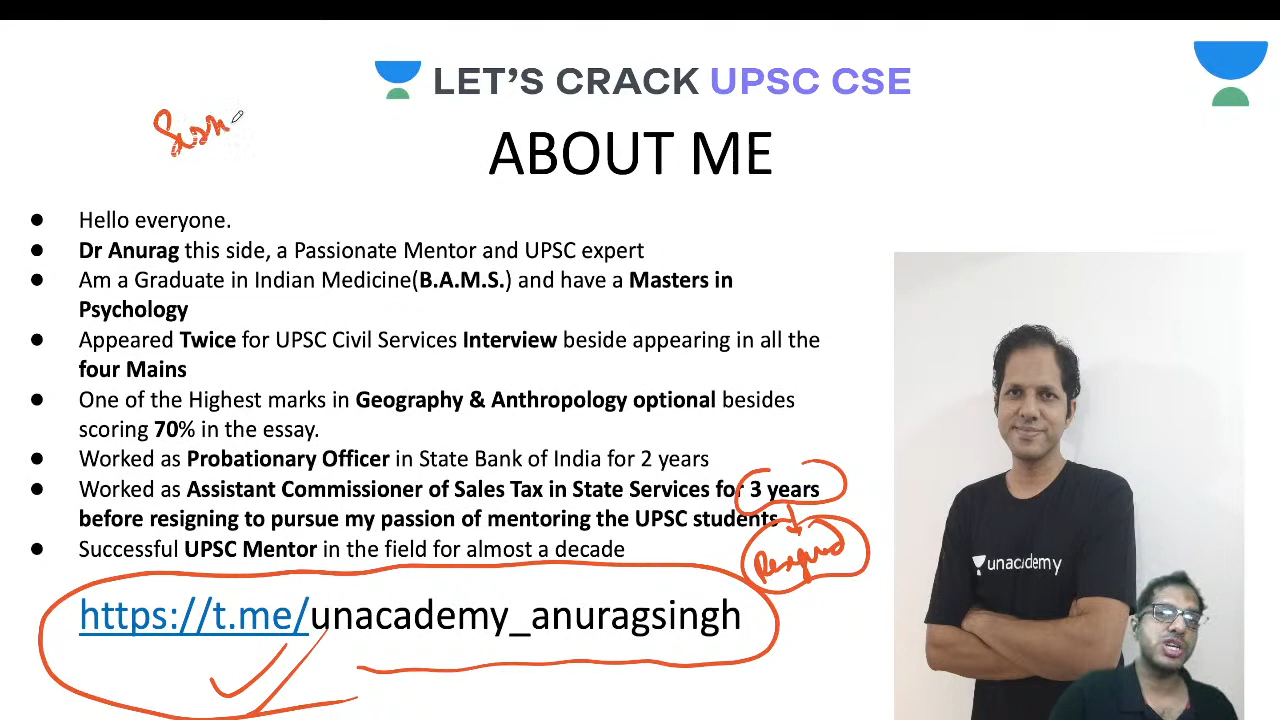 LET'S CRACK UPSC CSE
ABOUT ME
● Hello everyone.
● Dr Anurag this side, a Passionate Mentor and UPSC expert
● Am a Graduate in Indian Medicine(B.A.M.S.) and have a Masters in
Psychology
● Appeared Twice for UPSC Civil Services Interview beside appearing in all the
four Mains
● One of the Highest marks in Geography & Anthropology optional besides
scoring 70% in the essay.
● Worked as Probationary Officer in State Bank of India for 2 years
● Worked as Assistant Commissioner of Sales Tax in State Services for 3 years
before resigning to pursue my passion of mentoring the UPSC students
● Successful UPSC Mentor in the field for almost a decade
https://t.me/unacademy_anuragsingh
unacademy